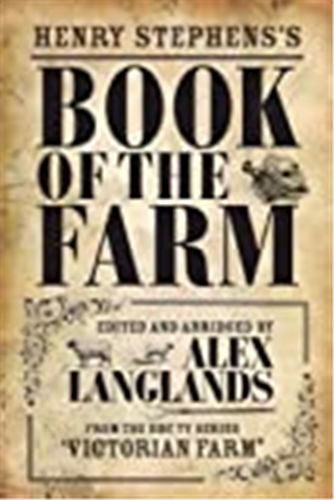 HENRY STEPHENS'S
BOOK
OF THE
FARM
EDITED AND ABRIDGED BY
ALEX
LANGLANDS
FROM THE BBC TV SERIES
"VICTORIAN FARM"